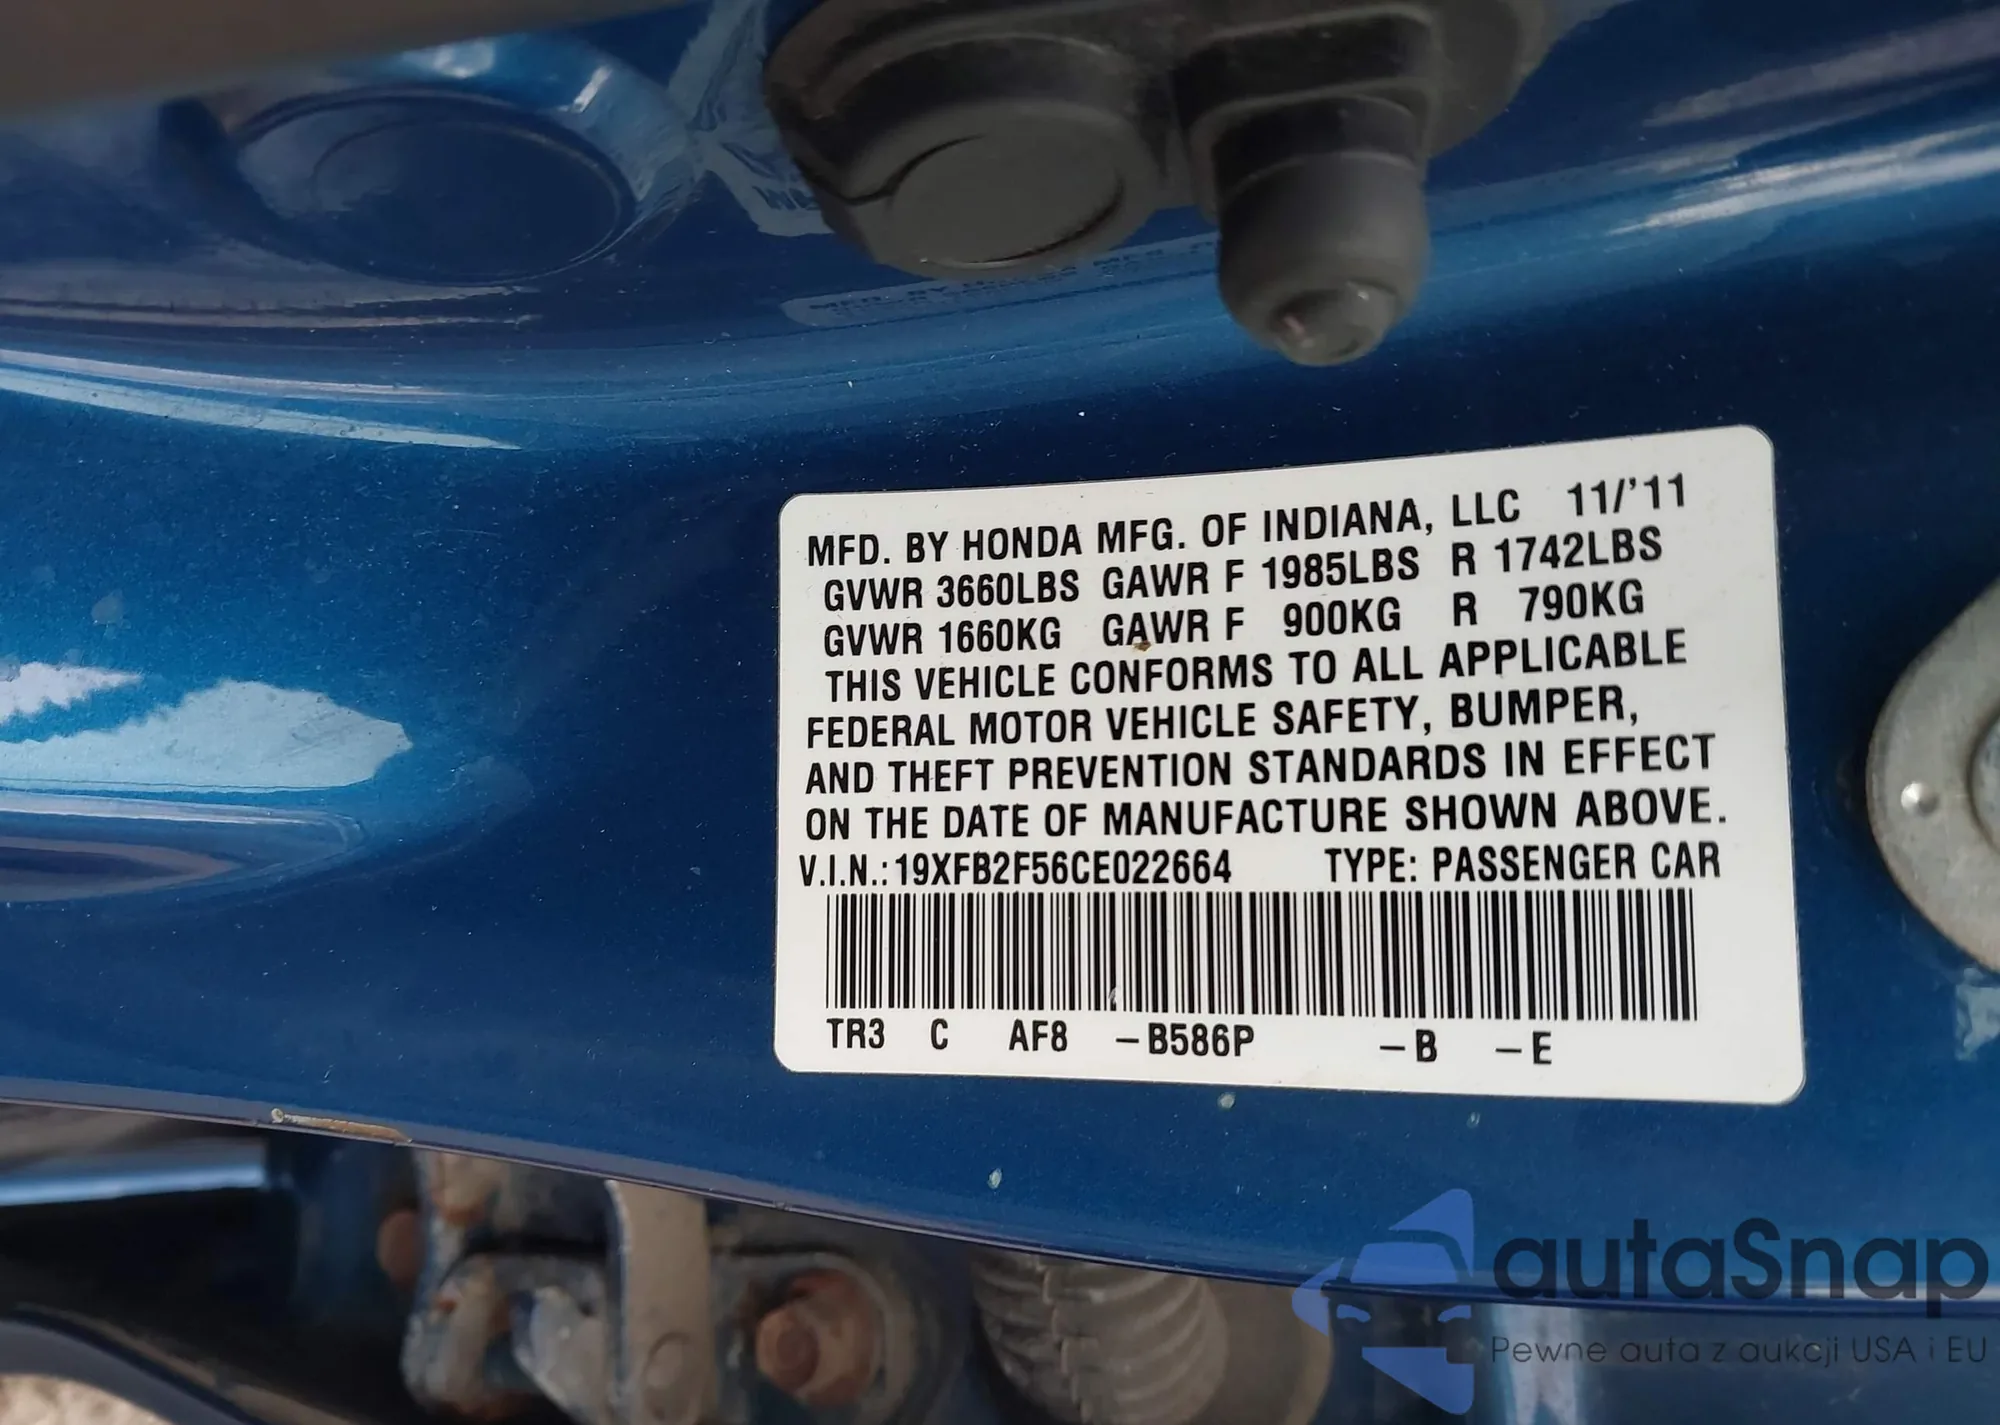 MFD. BY HONDA MFG. OF INDIANA, LLC 11/'11
GVWR 3660LBS GAWR F 1985LBS R 1742LBS
GVWR 1660KG GAWR F 900KG R 790KG
THIS VEHICLE CONFORMS TO ALL APPLICABLE
FEDERAL MOTOR VEHICLE SAFETY, BUMPER,
AND THEFT PREVENTION STANDARDS IN EFFECT
ON THE DATE OF MANUFACTURE SHOWN ABOVE.
V.I.N.: 19XFB2F56CE022664 TYPE: PASSENGER CAR
TR3 C AF8 –B586P –B –E
autaSnap
Pewne auta z aukcji USA i EU